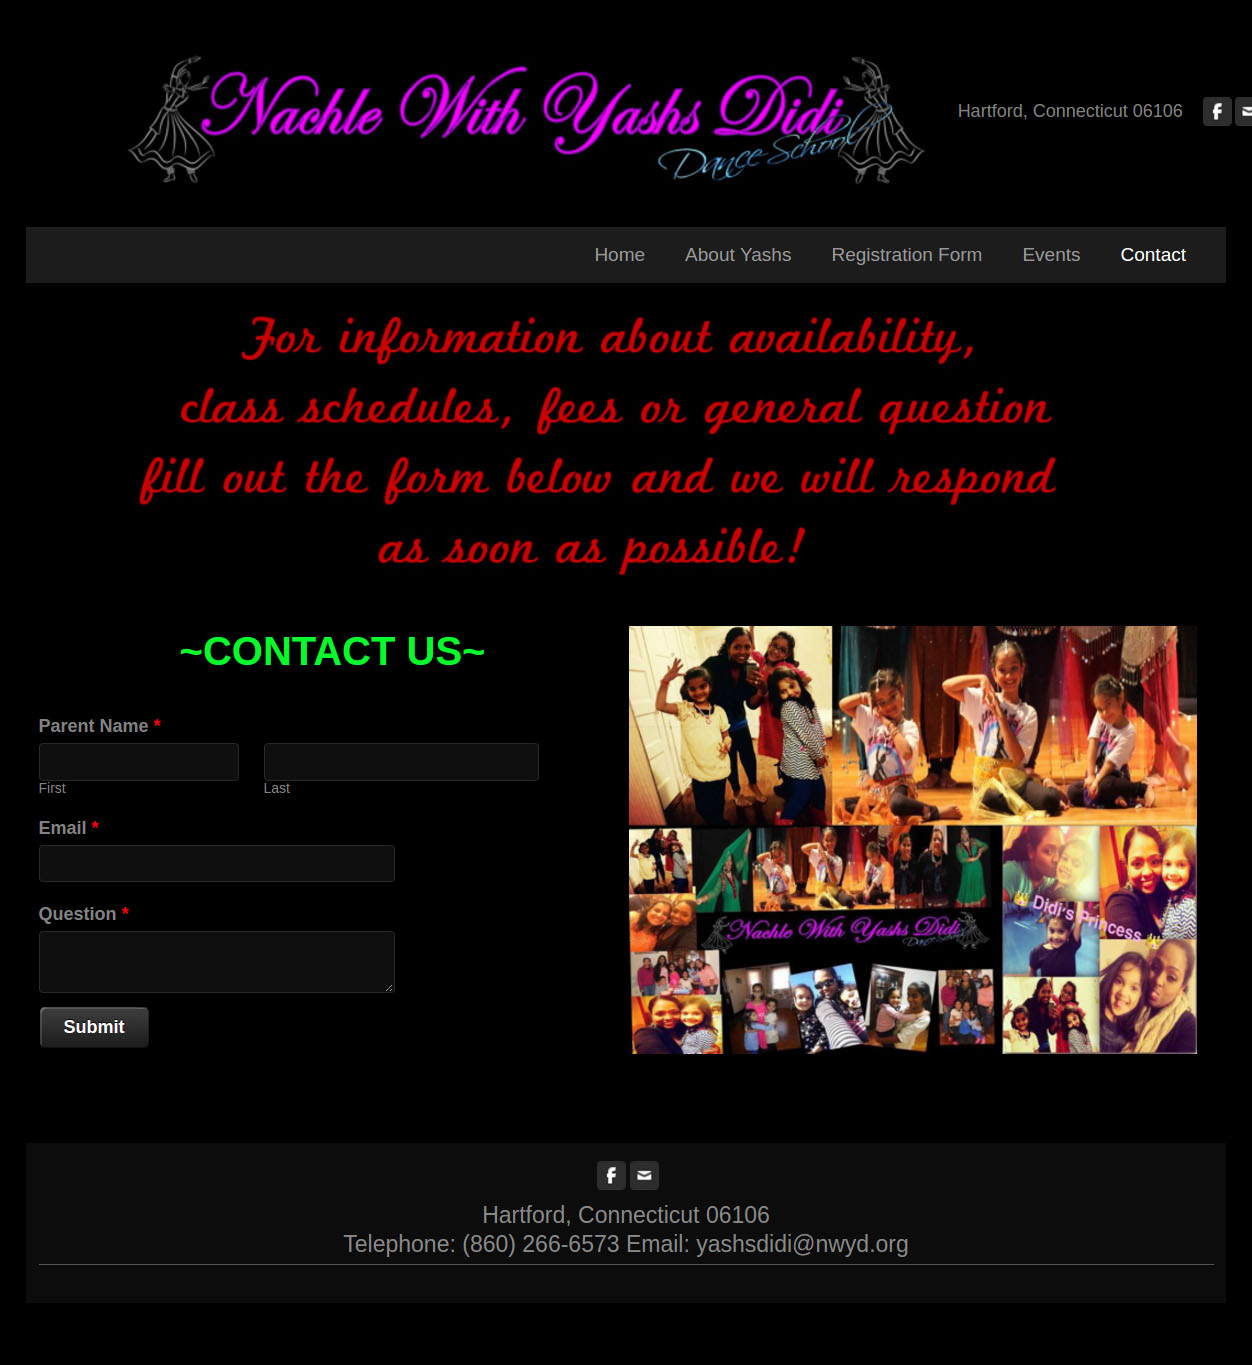 Nachle With Yashs Didi
Dance School
Hartford, Connecticut 06106
Home About Yashs Registration Form Events Contact
For information about availability,
class schedules, fees or general question
fill out the form below and we will respond
as soon as possible!
~CONTACT US~
Parent Name *
First Last
Email *
Question *
Submit
Nachle With Yashs Didi
Dance School
Didi's Princess
Hartford, Connecticut 06106
Telephone: (860) 266-6573 Email: yashsdidi@nwyd.org